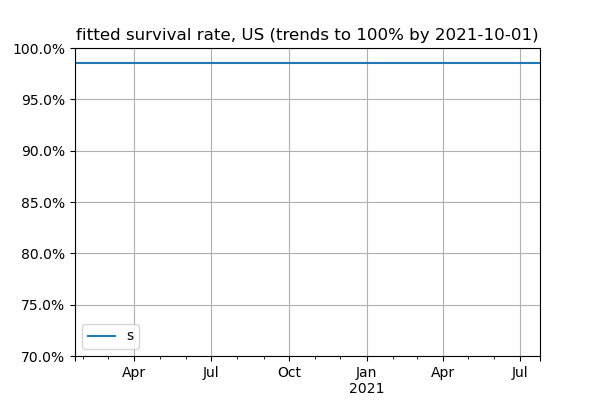 fitted survival rate, US (trends to 100% by 2021-10-01)
100.0%
95.0%
90.0%
85.0%
80.0%
75.0%
70.0%
s
Apr Jul Oct Jan Apr Jul
2021